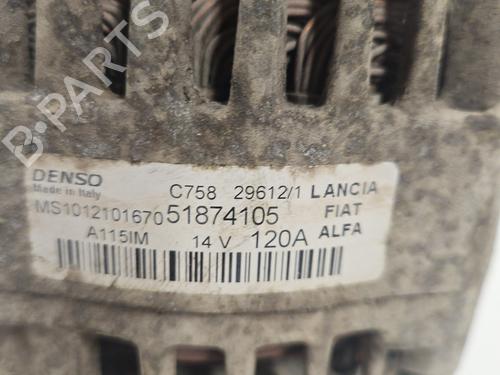 B-PARTS
DENSO C758 29612/1 LANCIA
Made in Italy
MS1012101670 51874105 FIAT
A115IM 14 V 120A ALFA